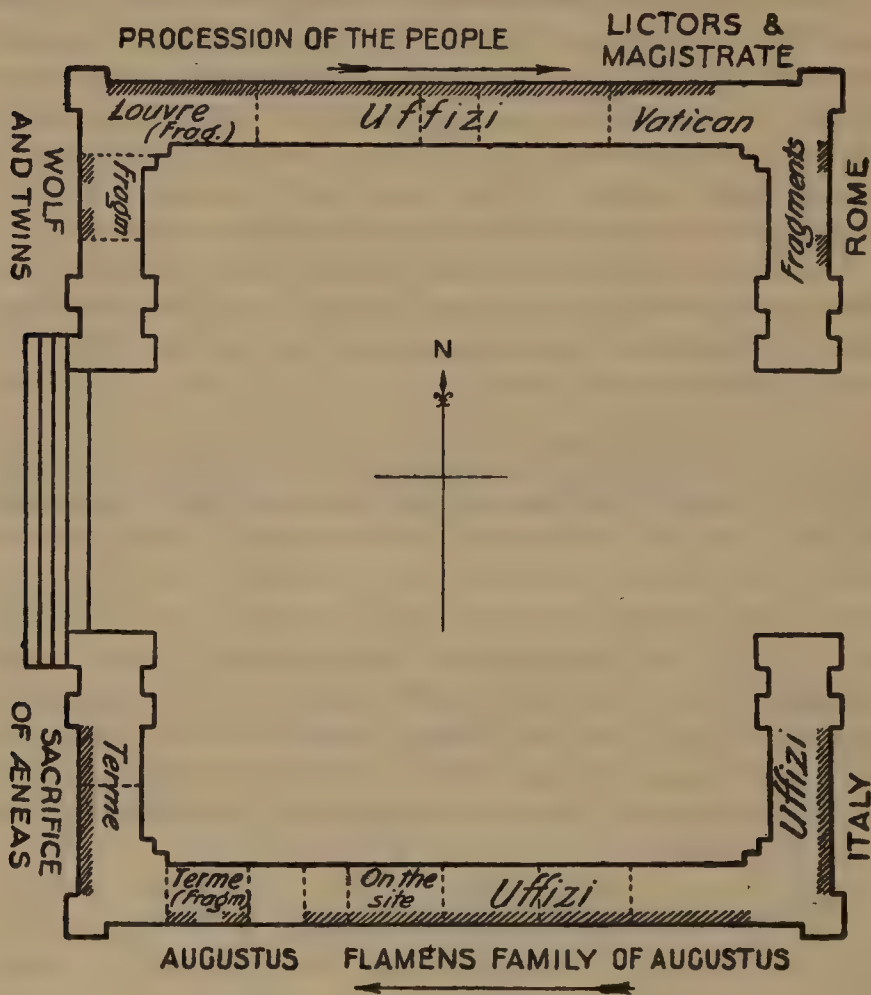 PROCESSION OF THE PEOPLE
LICTORS &
MAGISTRATE
Louvre
(Frag.)
Uffizi
Vatican
WOLF
AND TWINS
Fragm
Fragments
ROME
N
SACRIFICE
OF ÆNEAS
Terme
Uffizi
ITALY
Terme
(Fragm)
On the
site
Uffizi
AUGUSTUS FLAMENS FAMILY OF AUGUSTUS